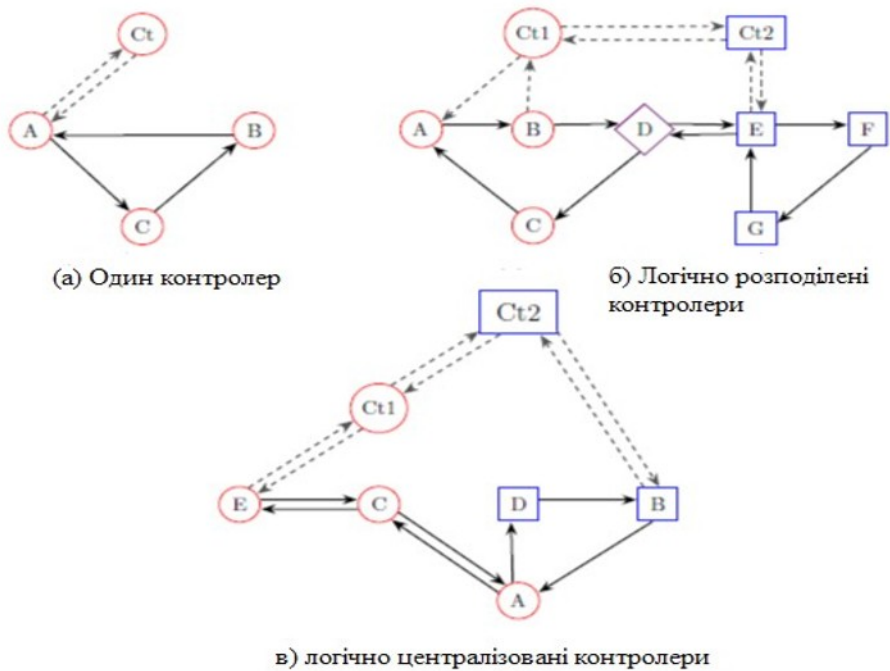 Ct
A
B
C
(а) Один контролер
Ct1
Ct2
A
B
D
E
F
C
G
б) Логічно розподілені
контролери
Ct2
Ct1
E
C
D
B
A
в) логічно централізовані контролери